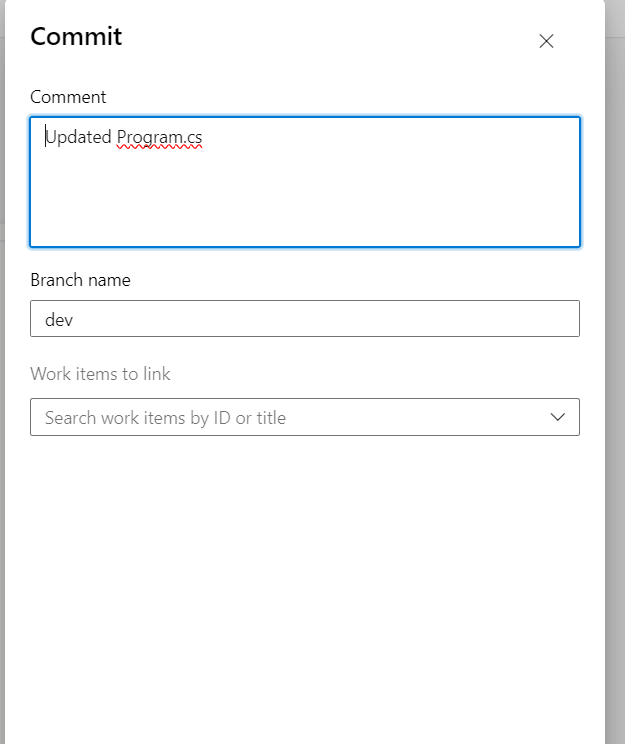 Commit
Comment
Updated Program.cs
Branch name
dev
Work items to link
Search work items by ID or title